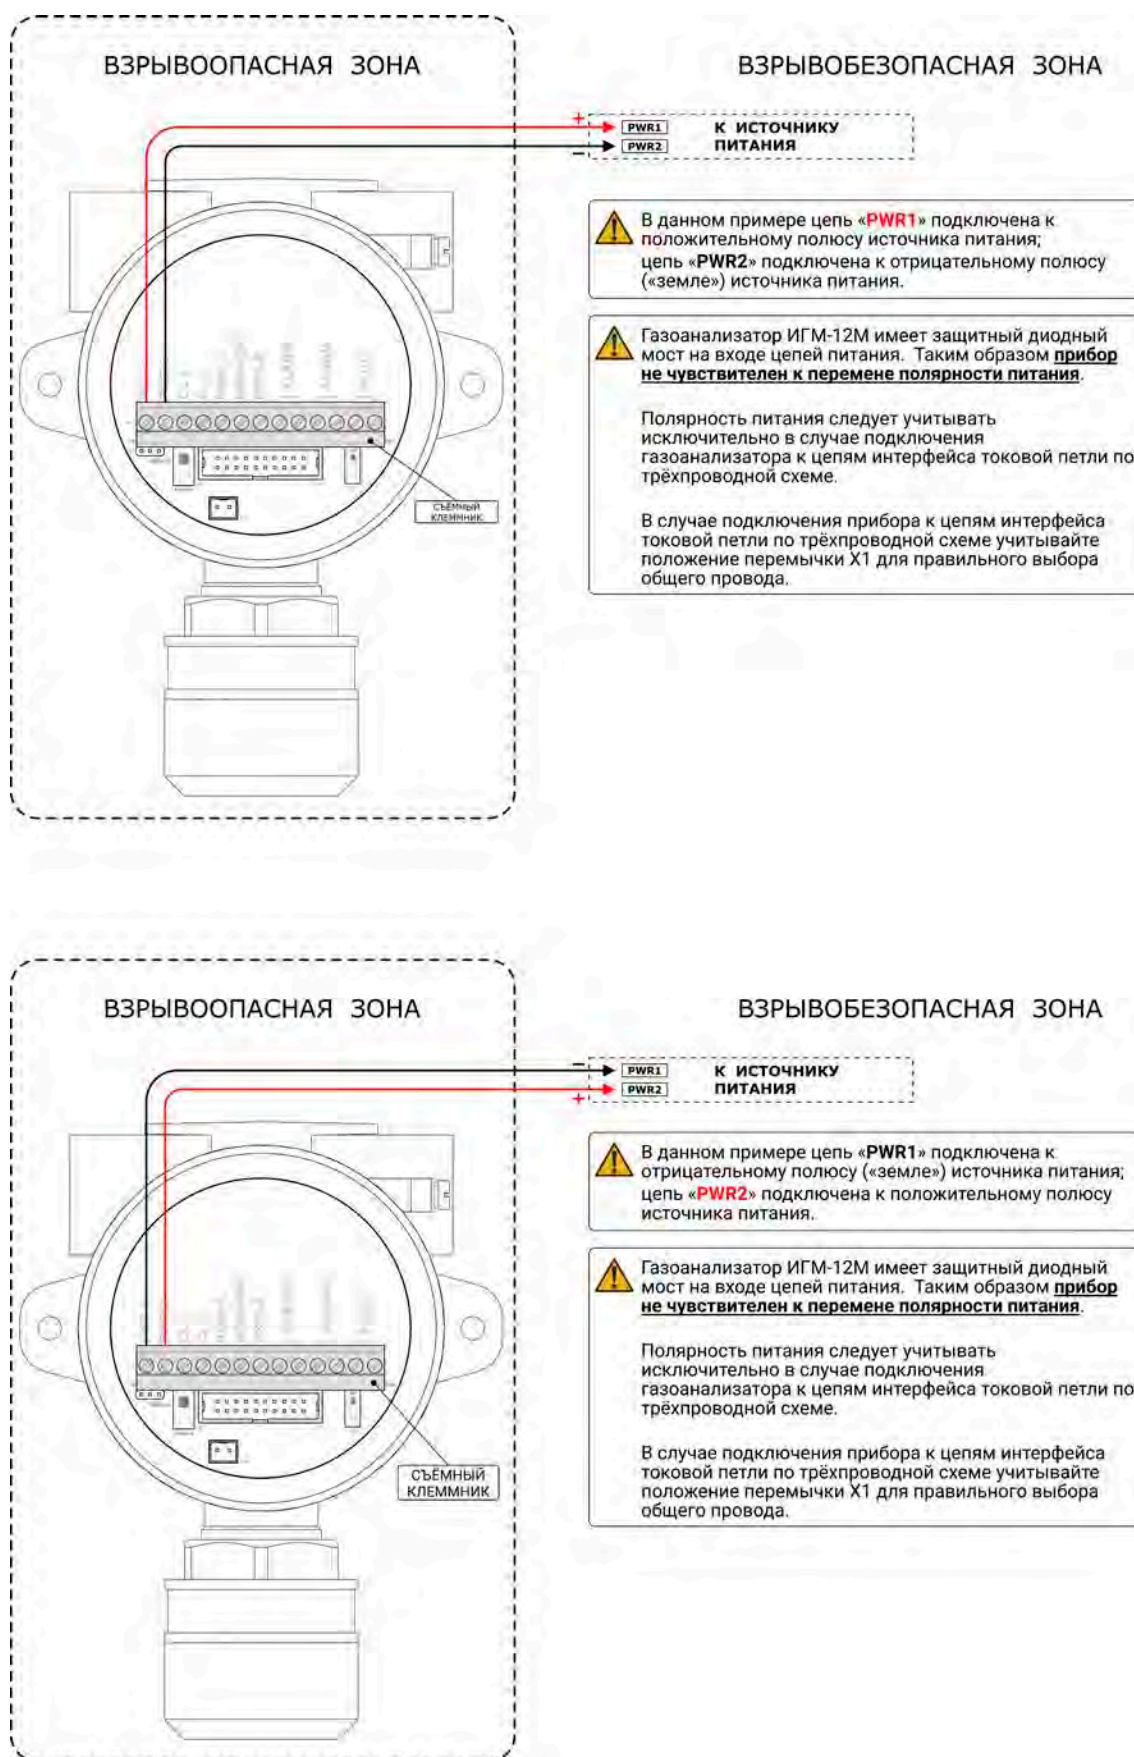 ВЗРЫВООПАСНАЯ ЗОНА
ВЗРЫВОБЕЗОПАСНАЯ ЗОНА
+
PWR1
PWR2
−
К ИСТОЧНИКУ
ПИТАНИЯ
В данном примере цепь «PWR1» подключена к
положительному полюсу источника питания;
цепь «PWR2» подключена к отрицательному полюсу
(«земле») источника питания.
Газоанализатор ИГМ-12М имеет защитный диодный
мост на входе цепей питания. Таким образом прибор
не чувствителен к перемене полярности питания.
Полярность питания следует учитывать
исключительно в случае подключения
газоанализатора к цепям интерфейса токовой петли по
трёхпроводной схеме.
В случае подключения прибора к цепям интерфейса
токовой петли по трёхпроводной схеме учитывайте
положение перемычки X1 для правильного выбора
общего провода.
СЪЁМНЫЙ
КЛЕММНИК
ВЗРЫВООПАСНАЯ ЗОНА
ВЗРЫВОБЕЗОПАСНАЯ ЗОНА
−
PWR1
PWR2
+
К ИСТОЧНИКУ
ПИТАНИЯ
В данном примере цепь «PWR1» подключена к
отрицательному полюсу («земле») источника питания;
цепь «PWR2» подключена к положительному полюсу
источника питания.
Газоанализатор ИГМ-12М имеет защитный диодный
мост на входе цепей питания. Таким образом прибор
не чувствителен к перемене полярности питания.
Полярность питания следует учитывать
исключительно в случае подключения
газоанализатора к цепям интерфейса токовой петли по
трёхпроводной схеме.
В случае подключения прибора к цепям интерфейса
токовой петли по трёхпроводной схеме учитывайте
положение перемычки X1 для правильного выбора
общего провода.
СЪЁМНЫЙ
КЛЕММНИК